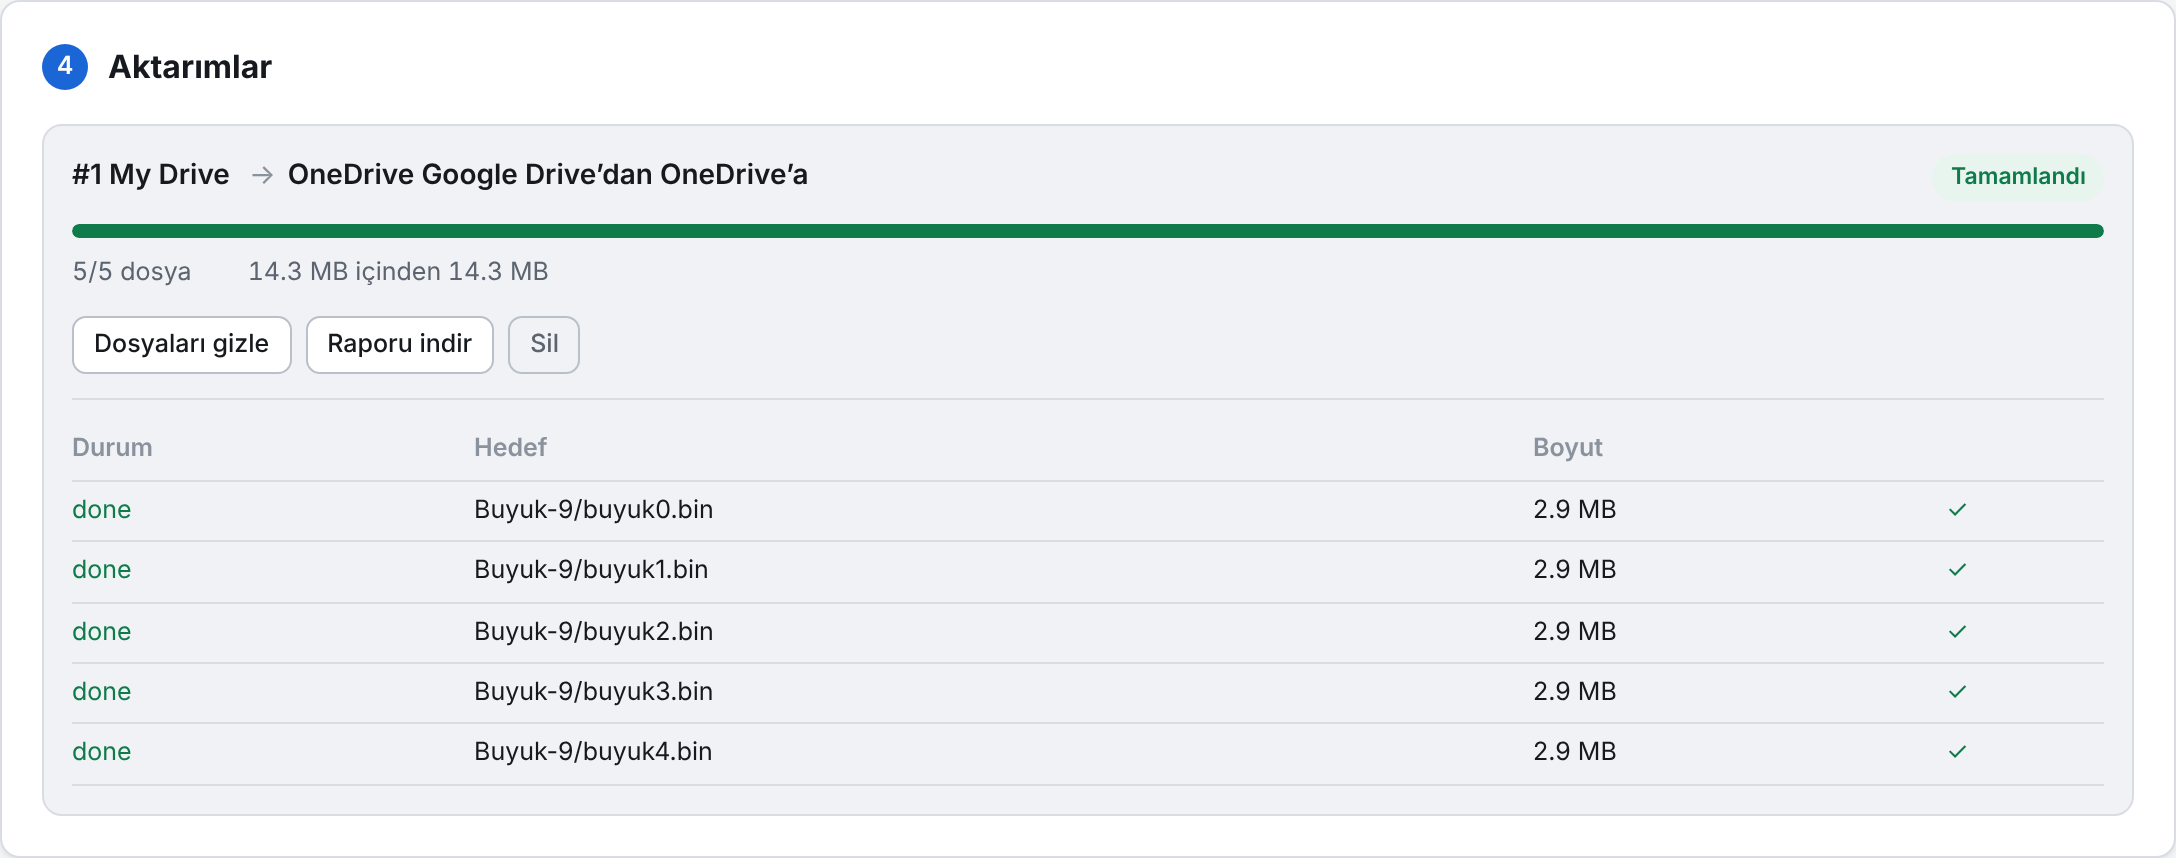 4 Aktarımlar
#1 My Drive → OneDrive Google Drive’dan OneDrive’a Tamamlandı
5/5 dosya 14.3 MB içinden 14.3 MB
Dosyaları gizle Raporu indir Sil
Durum Hedef Boyut
done Buyuk-9/buyuk0.bin 2.9 MB ✓
done Buyuk-9/buyuk1.bin 2.9 MB ✓
done Buyuk-9/buyuk2.bin 2.9 MB ✓
done Buyuk-9/buyuk3.bin 2.9 MB ✓
done Buyuk-9/buyuk4.bin 2.9 MB ✓